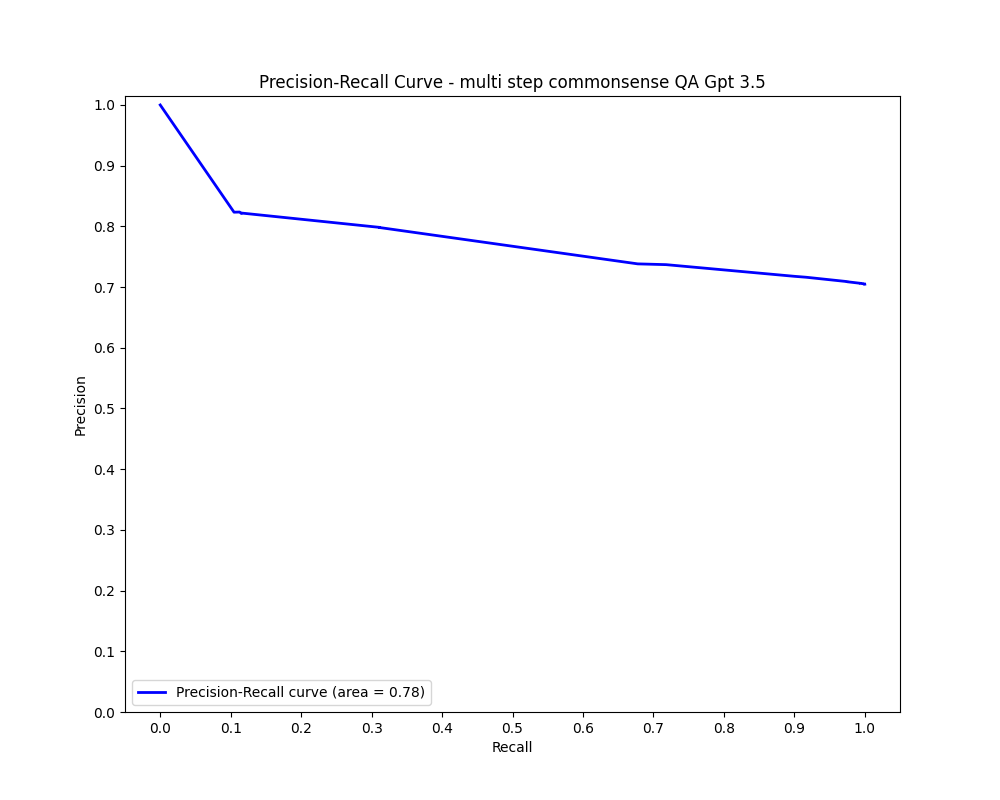 Precision-Recall Curve - multi step commonsense QA Gpt 3.5
1.0
0.9
0.8
0.7
0.6
0.5
0.4
0.3
0.2
0.1
0.0
Precision
Precision-Recall curve (area = 0.78)
0.0 0.1 0.2 0.3 0.4 0.5 0.6 0.7 0.8 0.9 1.0
Recall